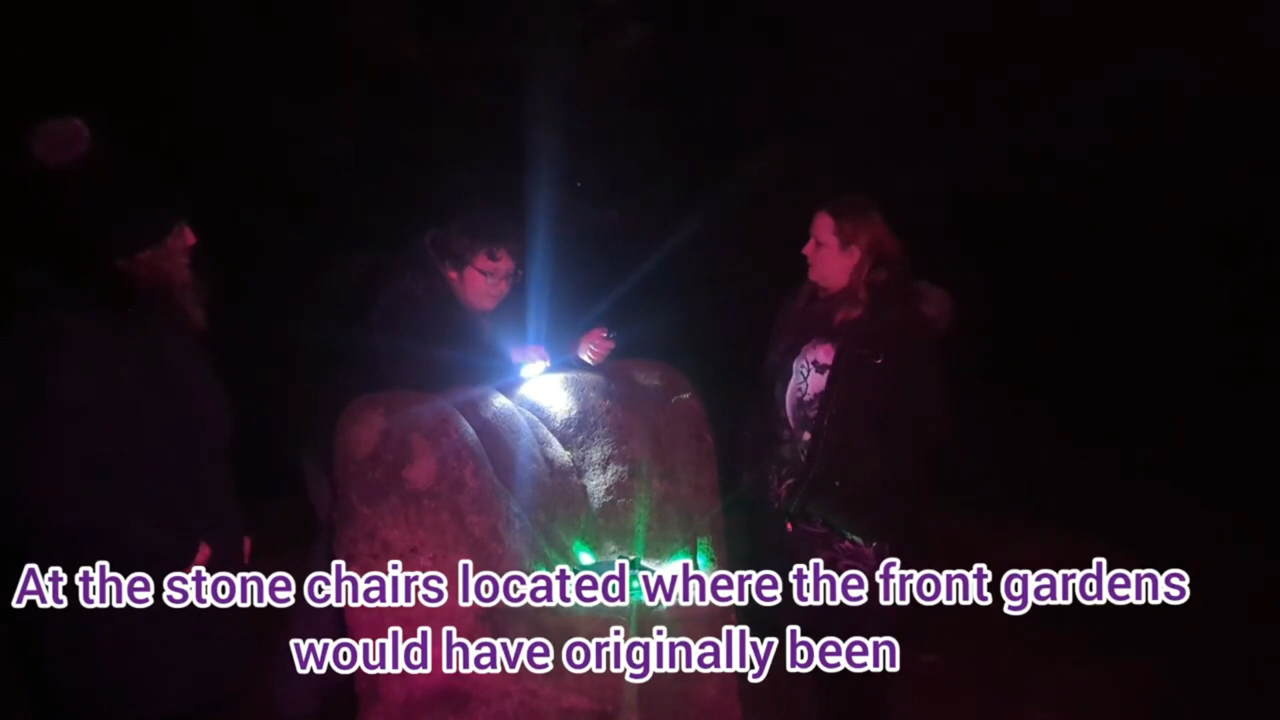 At the stone chairs located where the front gardens
would have originally been